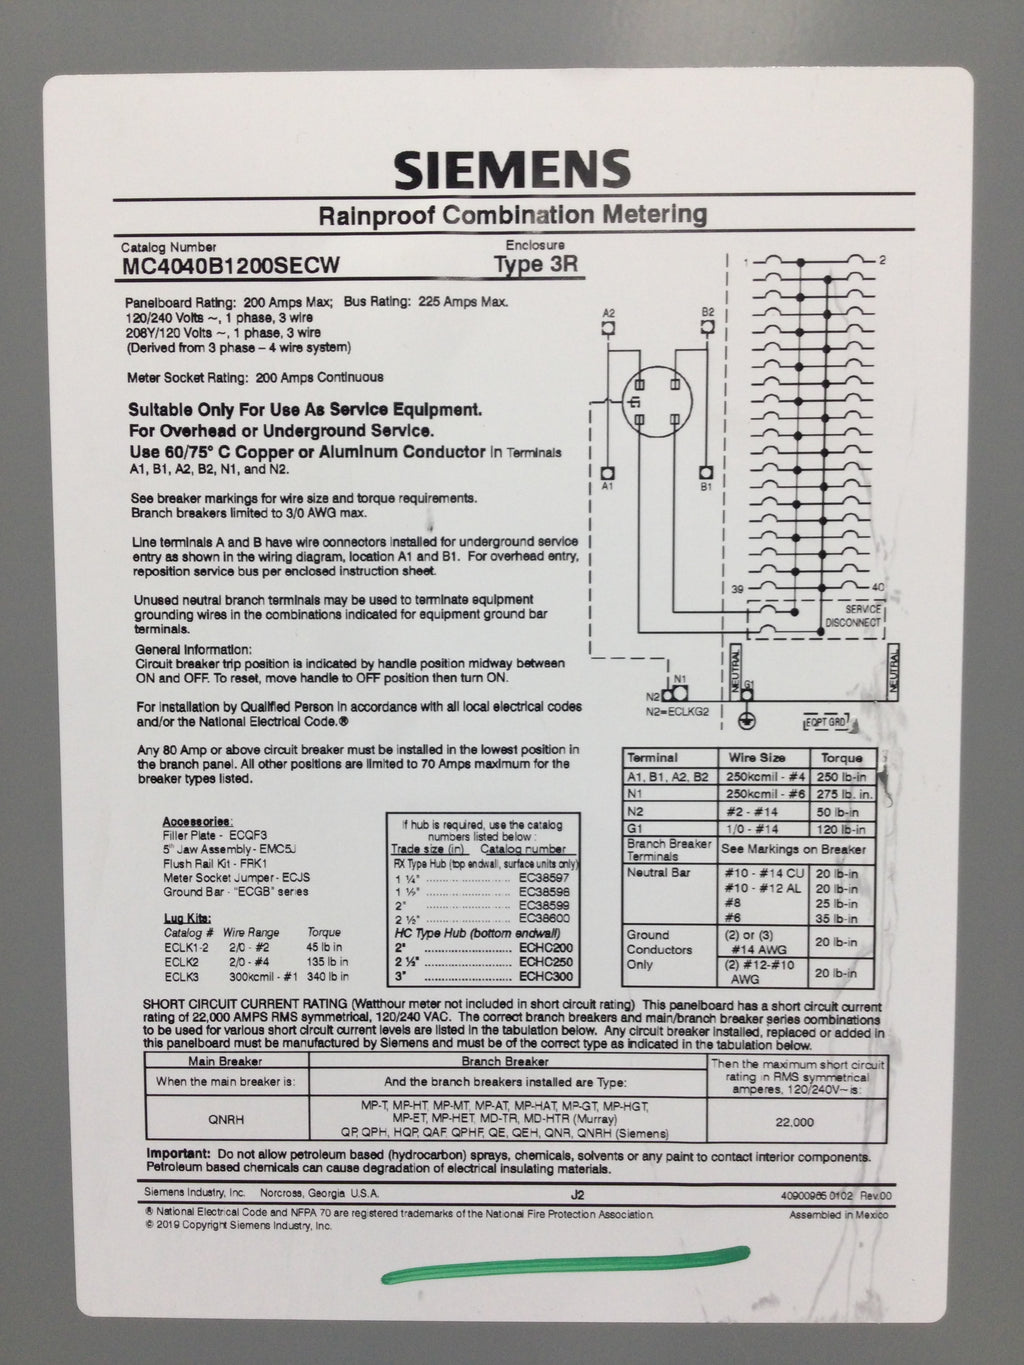 SIEMENS
Rainproof Combination Metering
Catalog Number
MC4040B1200SECW
Enclosure
Type 3R
Panelboard Rating: 200 Amps Max; Bus Rating: 225 Amps Max.
120/240 Volts ~, 1 phase, 3 wire
208Y/120 Volts ~, 1 phase, 3 wire
(Derived from 3 phase – 4 wire system)
Meter Socket Rating: 200 Amps Continuous
Suitable Only For Use As Service Equipment.
For Overhead or Underground Service.
Use 60/75° C Copper or Aluminum Conductor in Terminals
A1, B1, A2, B2, N1, and N2.
See breaker markings for wire size and torque requirements.
Branch breakers limited to 3/0 AWG max.
Line terminals A and B have wire connectors installed for underground service
entry as shown in the wiring diagram, location A1 and B1. For overhead entry,
reposition service bus per enclosed instruction sheet.
Unused neutral branch terminals may be used to terminate equipment
grounding wires in the combinations indicated for equipment ground bar
terminals.
General Information:
Circuit breaker trip position is indicated by handle position midway between
ON and OFF. To reset, move handle to OFF position then turn ON.
For Installation by Qualified Person in accordance with all local electrical codes
and/or the National Electrical Code.®
Any 80 Amp or above circuit breaker must be installed in the lowest position in
the branch panel. All other positions are limited to 70 Amps maximum for the
breaker types listed.
1 2
A2 B2
A1 B1
39 40
SERVICE
DISCONNECT
NEUTRAL
NEUTRAL
N1
N2
G1
N2=ECLKG2
EQPT GRD
Accessories:
Filler Plate - ECQF3
5th Jaw Assembly - EMC5J
Flush Rail Kit - FRK1
Meter Socket Jumper - ECJS
Ground Bar - "ECGB" series
Lug Kits:
Catalog # Wire Range Torque
ECLK1-2 2/0 - #2 45 lb in
ECLK2 2/0 - #4 135 lb in
ECLK3 300kcmil - #1 340 lb in
If hub is required, use the catalog
numbers listed below :
Trade size (in) Catalog number
RX Type Hub (top endwall, surface units only)
1 ¼" EC38597
1 ½" EC38598
2" EC38599
2 ½" EC38600
HC Type Hub (bottom endwall)
2" ECHC200
2 ½" ECHC250
3" ECHC300
Terminal Wire Size Torque
A1, B1, A2, B2 250kcmil - #4 250 lb-in
N1 250kcmil - #6 275 lb. in.
N2 #2 - #14 50 lb-in
G1 1/0 - #14 120 lb-in
Branch Breaker Terminals See Markings on Breaker
Neutral Bar #10 - #14 CU 20 lb-in
#10 - #12 AL 20 lb-in
#8 25 lb-in
#6 35 lb-in
Ground Conductors Only (2) or (3) #14 AWG 20 lb-in
(2) #12-#10 AWG 20 lb-in
SHORT CIRCUIT CURRENT RATING (Watthour meter not included in short circuit rating) This panelboard has a short circuit current
rating of 22,000 AMPS RMS symmetrical, 120/240 VAC. The correct branch breakers and main/branch breaker series combinations
to be used for various short circuit current levels are listed in the tabulation below. Any circuit breaker installed, replaced or added in
this panelboard must be manufactured by Siemens and must be of the correct type as indicated in the tabulation below.
Main Breaker Branch Breaker Then the maximum short circuit rating in RMS symmetrical amperes, 120/240V~ is:
When the main breaker is: And the branch breakers installed are Type:
QNRH
MP-T, MP-HT, MP-MT, MP-AT, MP-HAT, MP-GT, MP-HGT,
MP-ET, MP-HET, MD-TR, MD-HTR (Murray)
QP, QPH, HQP, QAF, QPHF, QE, QEH, QNR, QNRH (Siemens)
22,000
Important: Do not allow petroleum based (hydrocarbon) sprays, chemicals, solvents or any paint to contact interior components.
Petroleum based chemicals can cause degradation of electrical insulating materials.
Siemens Industry, Inc. Norcross, Georgia U.S.A. J2 40900985 0102 Rev.00
® National Electrical Code and NFPA 70 are registered trademarks of the National Fire Protection Association. Assembled in Mexico
© 2019 Copyright Siemens Industry, Inc.